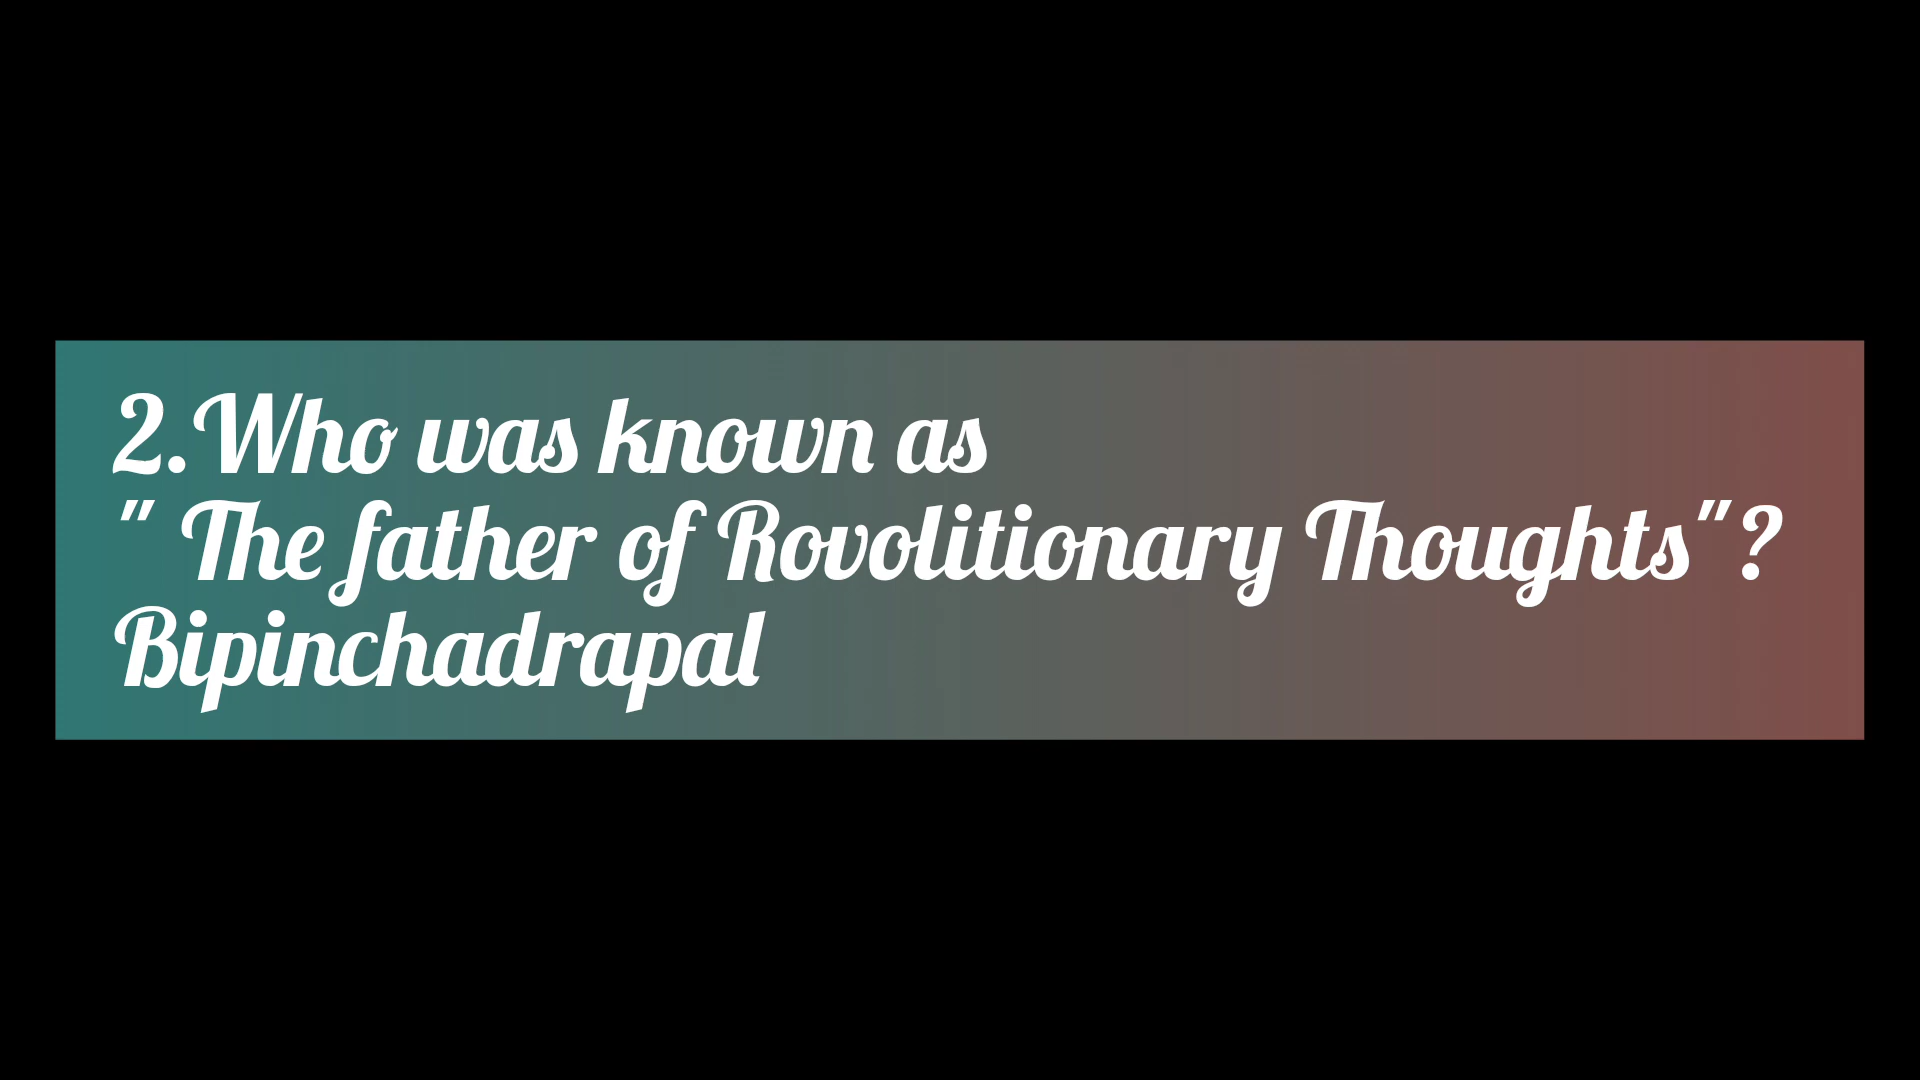 2.Who was known as
" The father of Rovolitionary Thoughts"?
Bipinchadrapal